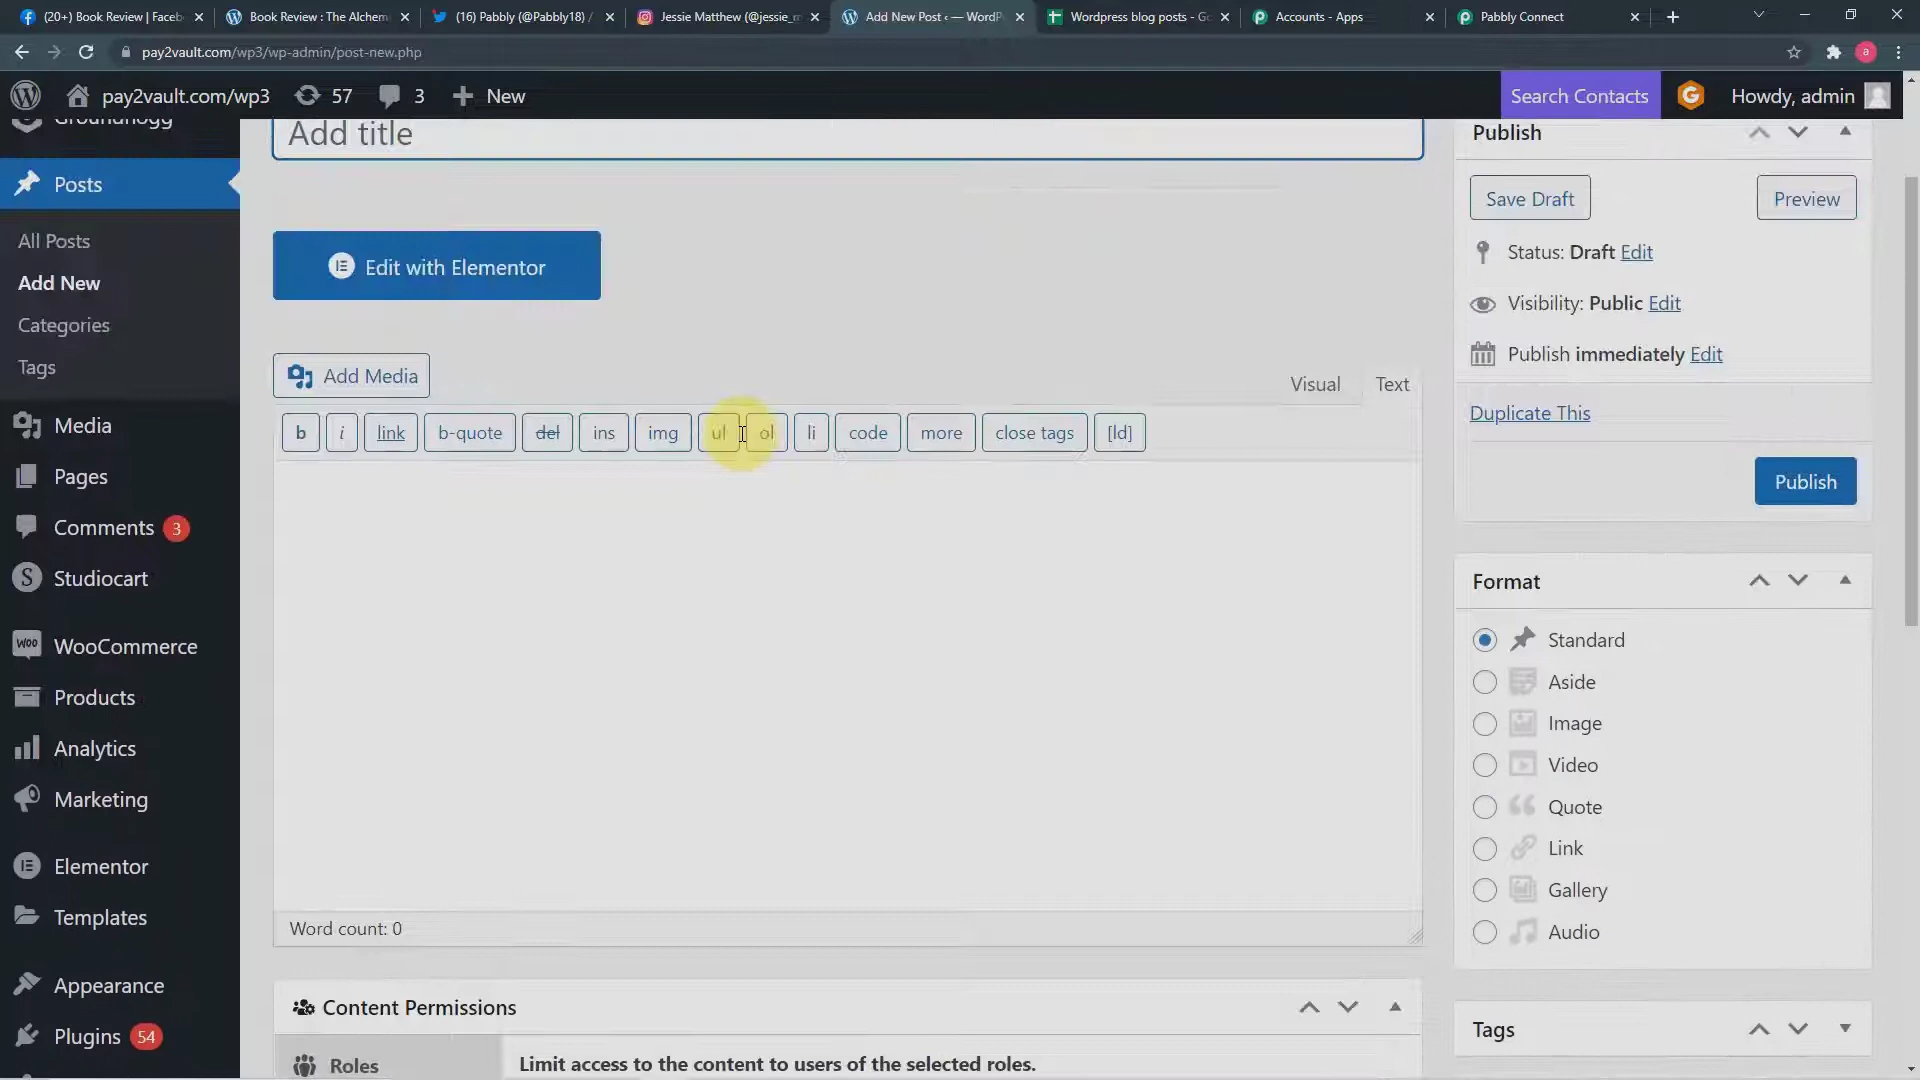 (20+) Book Review | Faceb
Book Review : The Alchem
(16) Pabbly (@Pabbly18) /
Jessie Matthew (@jessie_m
Add New Post ‹ — WordP
Wordpress blog posts - Go
Accounts - Apps
Pabbly Connect
pay2vault.com/wp3/wp-admin/post-new.php
a
pay2vault.com/wp3
57
3
New
Search Contacts
Howdy, admin
Groundhogg
Posts
All Posts
Add New
Categories
Tags
Media
Pages
Comments 3
Studiocart
WooCommerce
Products
Analytics
Marketing
Elementor
Templates
Appearance
Plugins 54
Add title
Edit with Elementor
Add Media
Visual
Text
b
i
link
b-quote
del
ins
img
ul
ol
li
code
more
close tags
[ld]
Word count: 0
Content Permissions
Roles
Limit access to the content to users of the selected roles.
Publish
Save Draft
Preview
Status: Draft Edit
Visibility: Public Edit
Publish immediately Edit
Duplicate This
Publish
Format
Standard
Aside
Image
Video
Quote
Link
Gallery
Audio
Tags